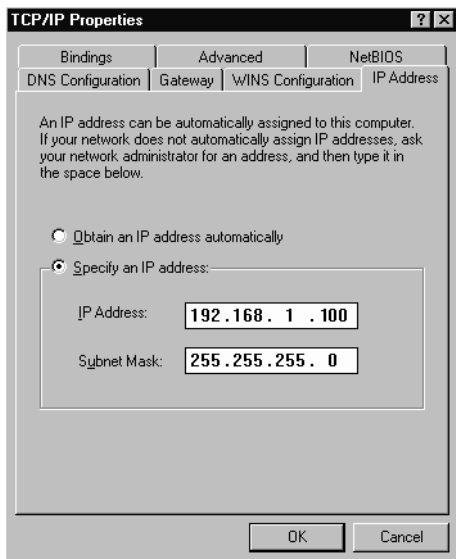 TCP/IP Properties
Bindings Advanced NetBIOS
DNS Configuration Gateway WINS Configuration IP Address
An IP address can be automatically assigned to this computer.
If your network does not automatically assign IP addresses, ask
your network administrator for an address, and then type it in
the space below.
Obtain an IP address automatically
Specify an IP address:
IP Address: 192.168. 1 .100
Subnet Mask: 255.255.255. 0
OK Cancel